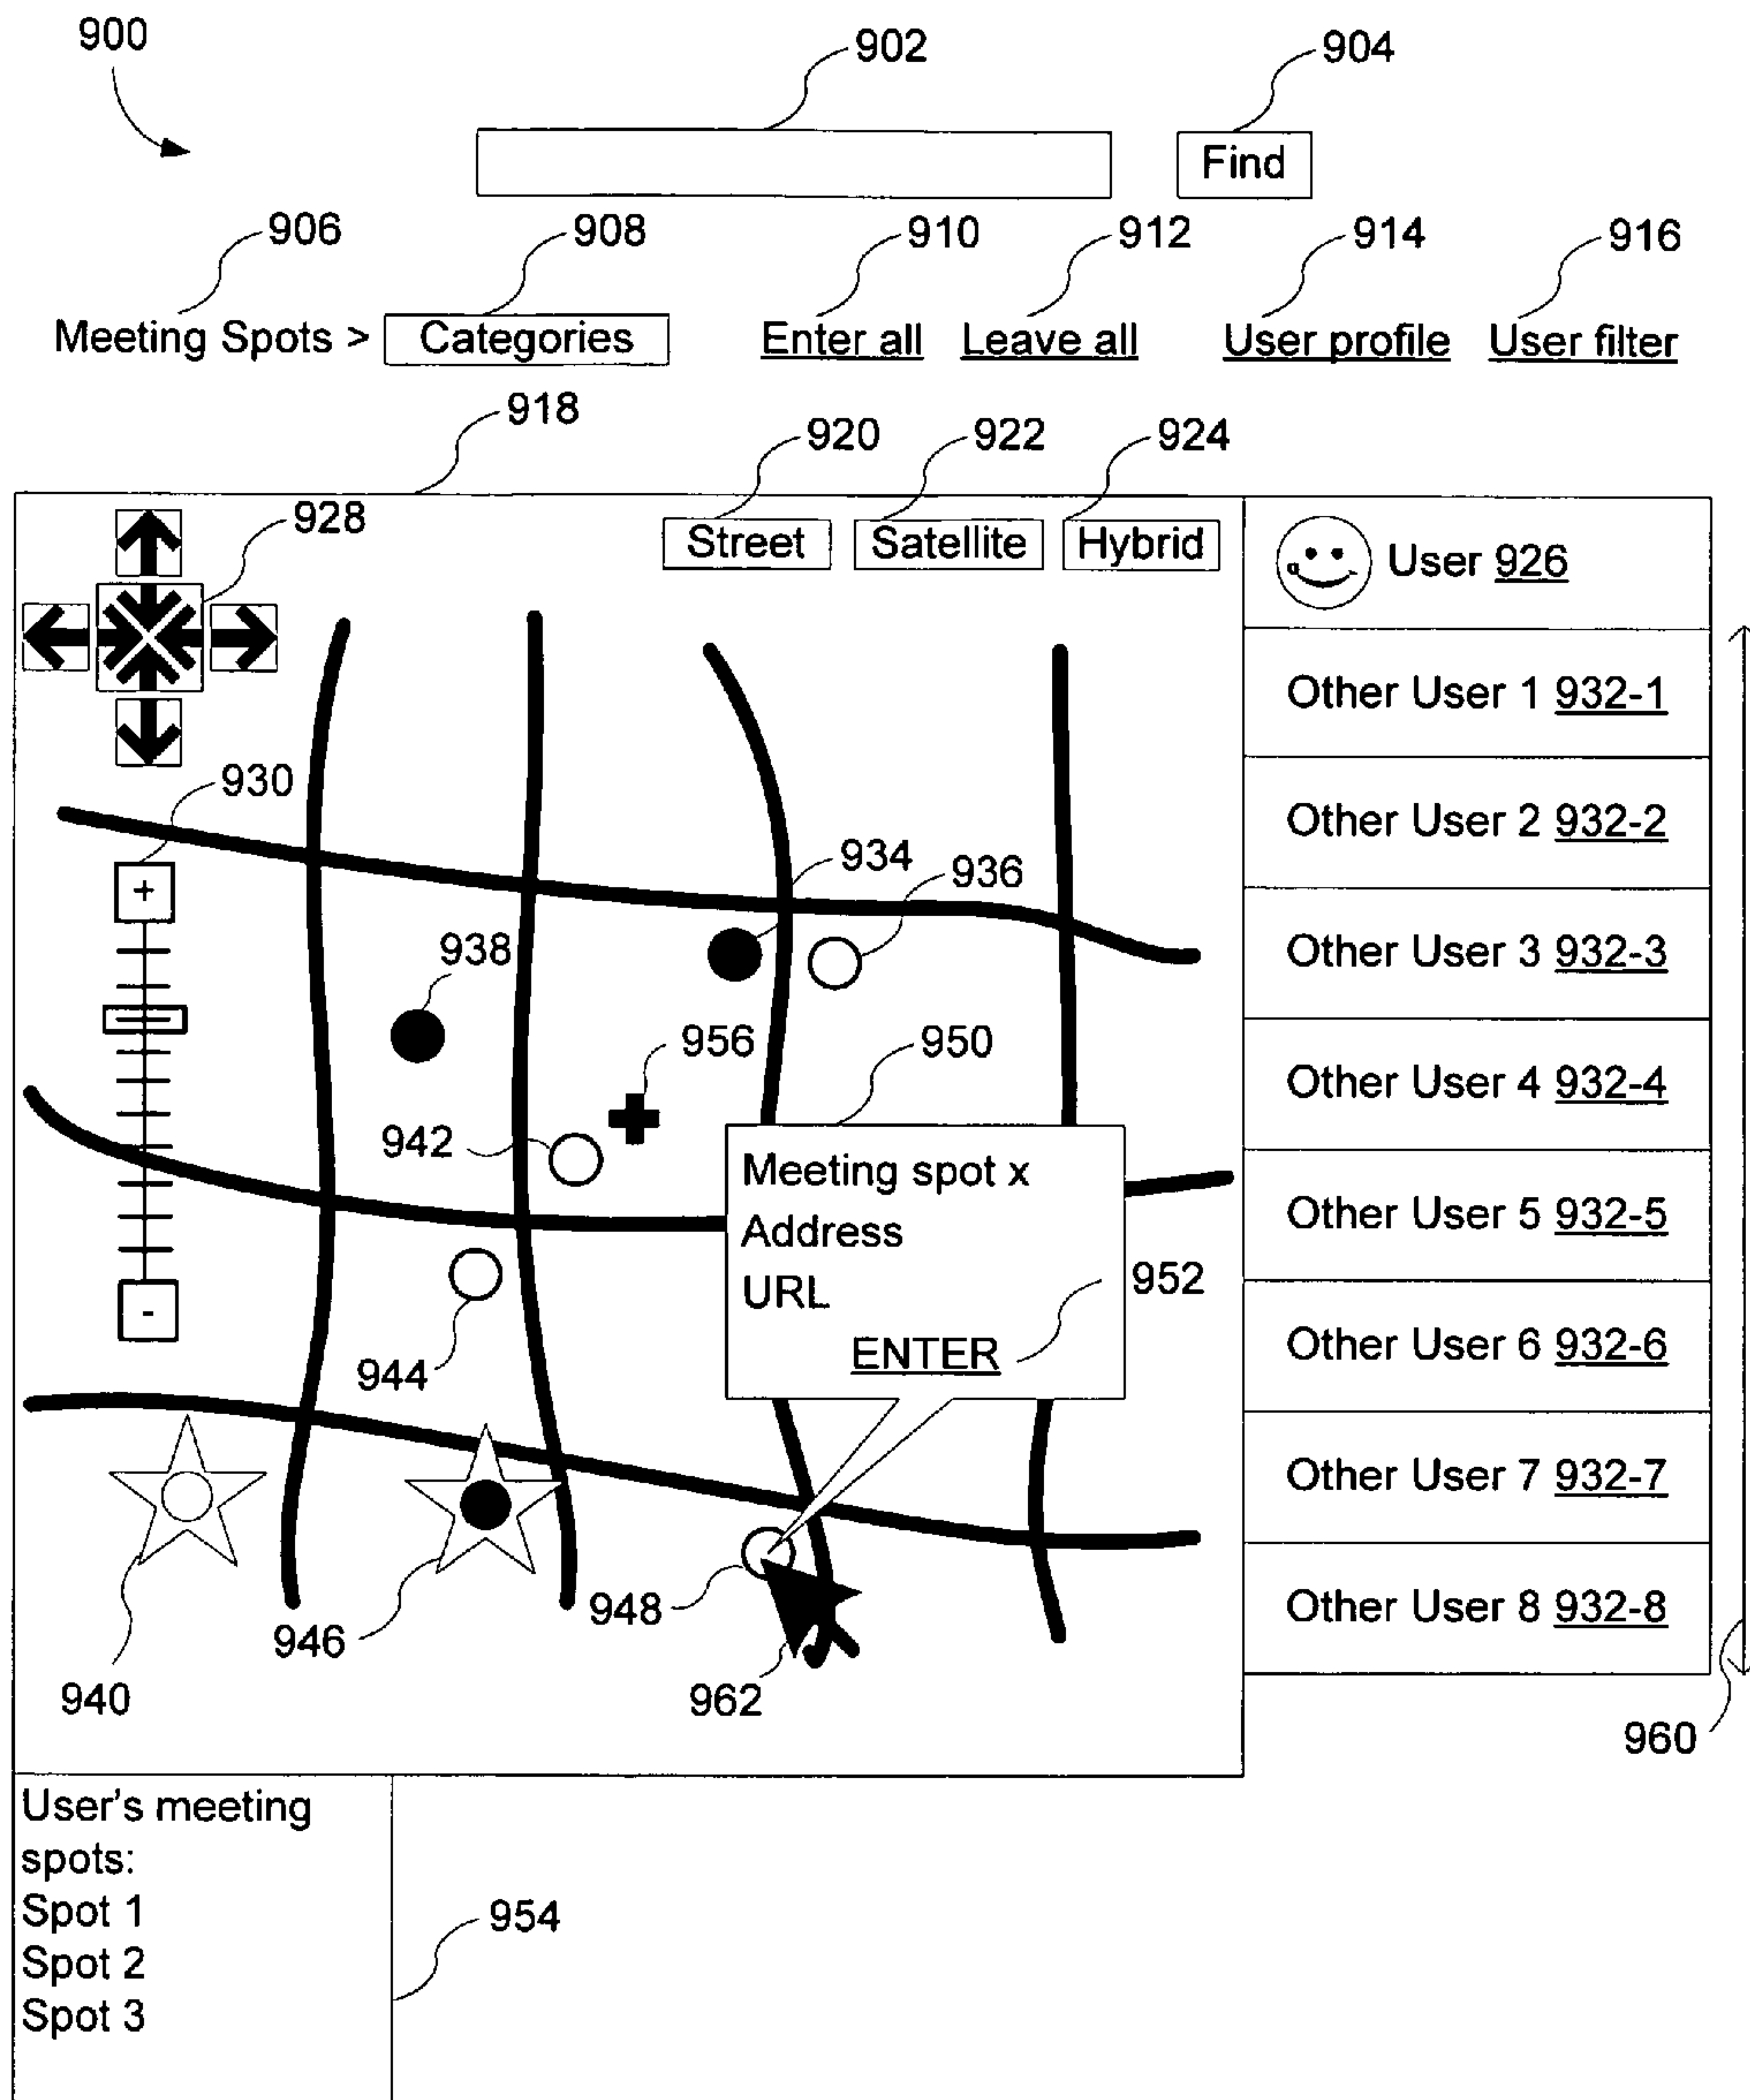 900
902
904
Find
906
908
910
912
914
916
Meeting Spots > Categories Enter all Leave all User profile User filter
918
920
922
924
928
Street Satellite Hybrid
User 926
Other User 1 932-1
930
Other User 2 932-2
+
934
936
938
Other User 3 932-3
956
950
Other User 4 932-4
942
Meeting spot x
Address
URL
ENTER
952
Other User 5 932-5
-
944
Other User 6 932-6
Other User 7 932-7
948
Other User 8 932-8
946
940
962
960
User's meeting
spots:
Spot 1
Spot 2
Spot 3
954